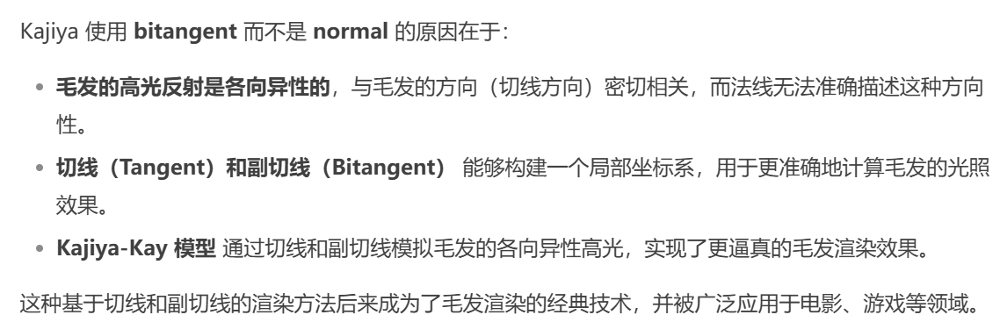 Kajiya 使用 bitangent 而不是 normal 的原因在于：
• 毛发的高光反射是各向异性的，与毛发的方向（切线方向）密切相关，而法线无法准确描述这种方向
性。
• 切线（Tangent）和副切线（Bitangent） 能够构建一个局部坐标系，用于更准确地计算毛发的光照
效果。
• Kajiya-Kay 模型 通过切线和副切线模拟毛发的各向异性高光，实现了更逼真的毛发渲染效果。
这种基于切线和副切线的渲染方法后来成为了毛发渲染的经典技术，并被广泛应用于电影、游戏等领域。